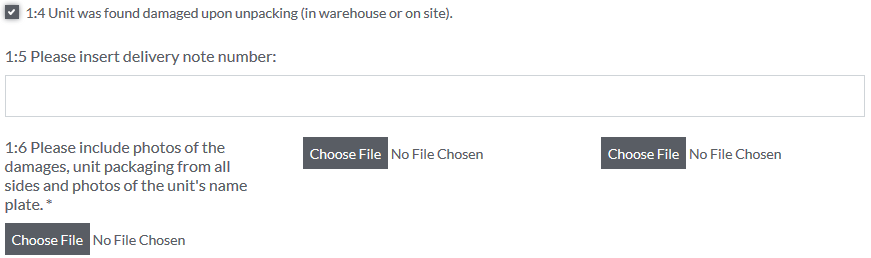 1:4 Unit was found damaged upon unpacking (in warehouse or on site).
1:5 Please insert delivery note number:
1:6 Please include photos of the
damages, unit packaging from all
sides and photos of the unit's name
plate. *
Choose File No File Chosen
Choose File No File Chosen
Choose File No File Chosen